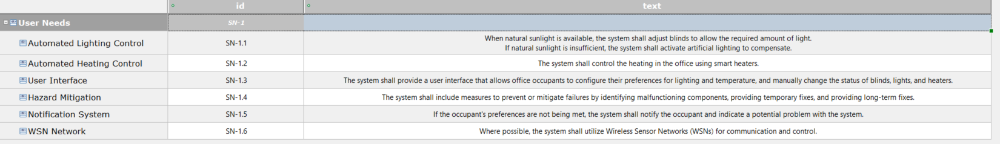 id text
User Needs SN-1
Automated Lighting Control SN-1.1 When natural sunlight is available, the system shall adjust blinds to allow the required amount of light.
If natural sunlight is insufficient, the system shall activate artificial lighting to compensate.
Automated Heating Control SN-1.2 The system shall control the heating in the office using smart heaters.
User Interface SN-1.3 The system shall provide a user interface that allows office occupants to configure their preferences for lighting and temperature, and manually change the status of blinds, lights, and heaters.
Hazard Mitigation SN-1.4 The system shall include measures to prevent or mitigate failures by identifying malfunctioning components, providing temporary fixes, and providing long-term fixes.
Notification System SN-1.5 If the occupant's preferences are not being met, the system shall notify the occupant and indicate a potential problem with the system.
WSN Network SN-1.6 Where possible, the system shall utilize Wireless Sensor Networks (WSNs) for communication and control.